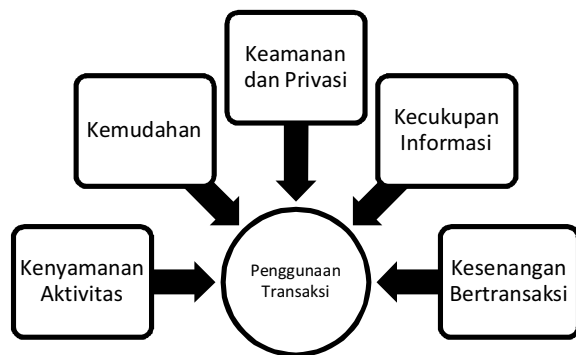 Keamanan
dan Privasi
Kemudahan
Kecukupan
Informasi
Kenyamanan
Aktivitas
Penggunaan
Transaksi
Kesenangan
Bertransaksi